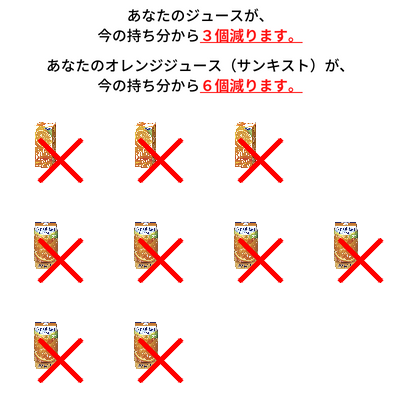 あなたのジュースが、
今の持ち分から３個減ります。
あなたのオレンジジュース（サンキスト）が、
今の持ち分から６個減ります。